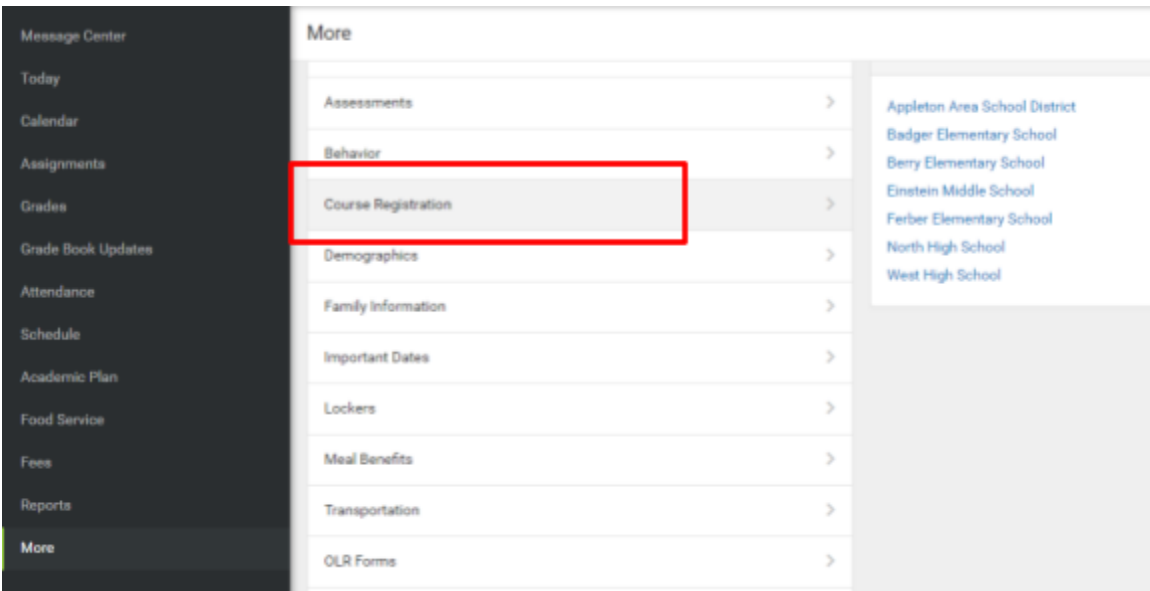 Message Center
Today
Calendar
Assignments
Grades
Grade Book Updates
Attendance
Schedule
Academic Plan
Food Service
Fees
Reports
More
More
Assessments
Behavior
Course Registration
Demographics
Family Information
Important Dates
Lockers
Meal Benefits
Transportation
OLR Forms
Appleton Area School District
Badger Elementary School
Berry Elementary School
Einstein Middle School
Ferber Elementary School
North High School
West High School